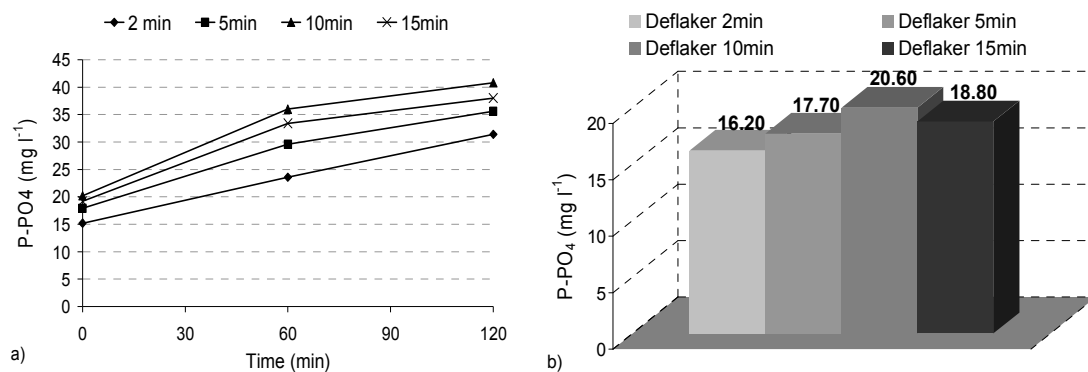 2 min 5min 10min 15min
45
40
35
30
25
20
15
10
5
0
P-PO4 (mg l-1)
0 30 60 90 120
Time (min)
a)
Deflaker 2min Deflaker 5min
Deflaker 10min Deflaker 15min
20.60
18.80
17.70
16.20
20
15
10
5
0
P-PO4 (mg l-1)
b)